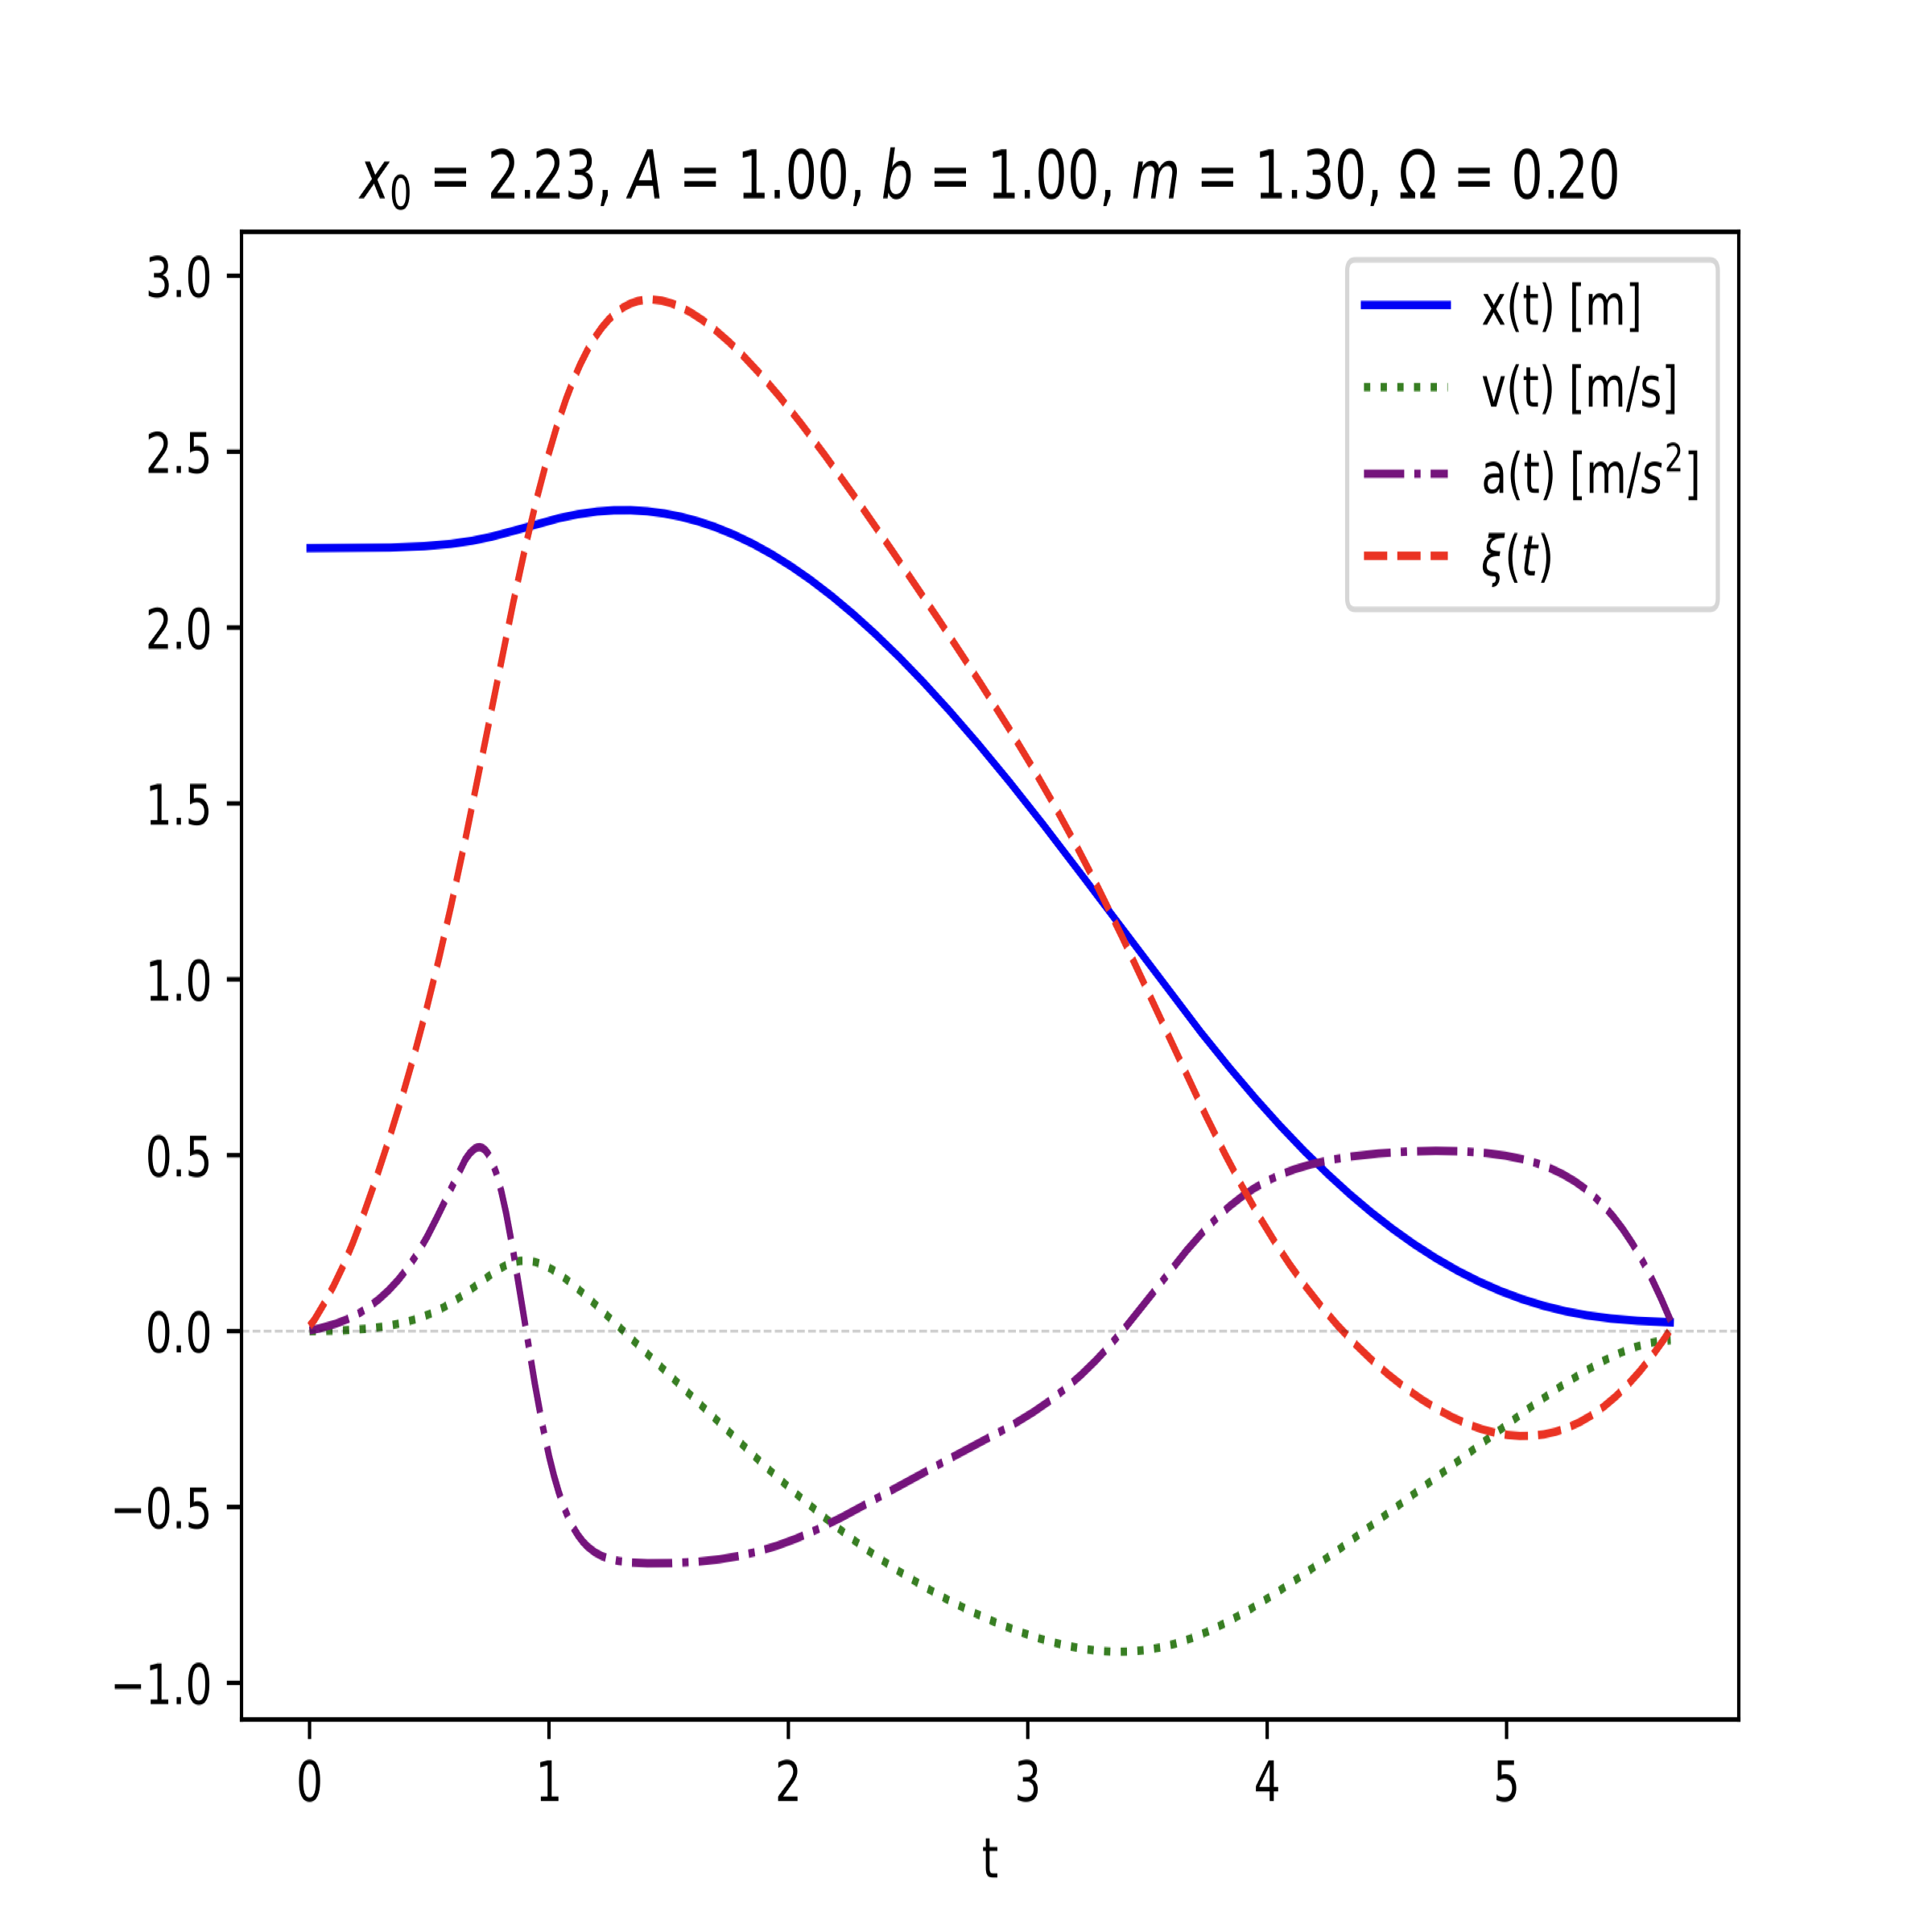 x₀ = 2.23, A = 1.00, b = 1.00, m = 1.30, Ω = 0.20
x(t) [m]
v(t) [m/s]
a(t) [m/s²]
ξ(t)
3.0
2.5
2.0
1.5
1.0
0.5
0.0
−0.5
−1.0
0 1 2 3 4 5
t